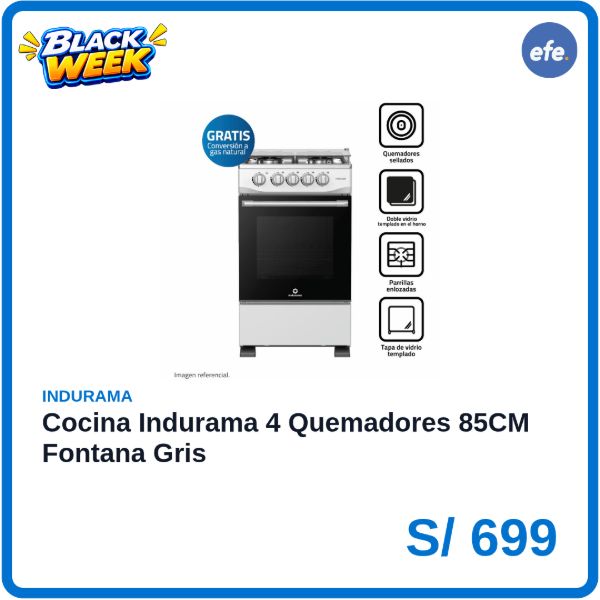 BLACK
WEEK
efe.
GRATIS
Conversión a
gas natural
Quemadores
sellados
Doble vidrio
templado en el horno
indurama
Parrillas
enlozadas
Tapa de vidrio
templado
Imagen referencial.
INDURAMA
Cocina Indurama 4 Quemadores 85CM
Fontana Gris
S/ 699